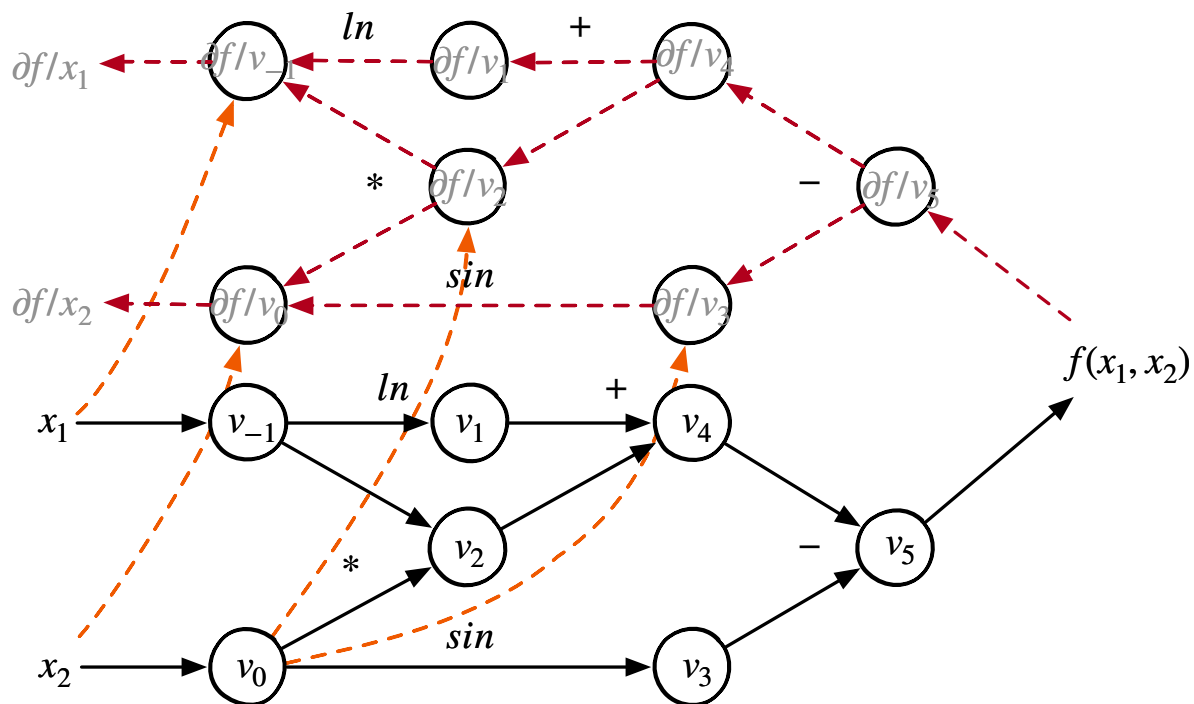 ln +
∂f/x₁ ∂f/v₋₁ ∂f/v₁ ∂f/v₄
* ∂f/v₂ − ∂f/v₅
sin
∂f/x₂ ∂f/v₀ ∂f/v₃
f(x₁, x₂)
ln +
x₁ v₋₁ v₁ v₄
* v₂ − v₅
sin
x₂ v₀ v₃